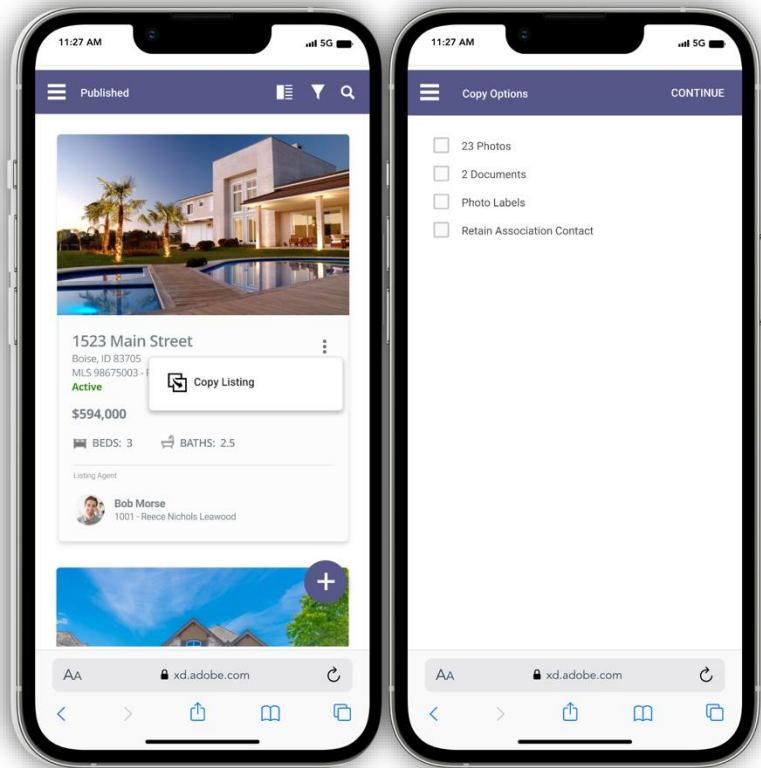 11:27 AM
5G
Published
1523 Main Street
Boise, ID 83705
MLS 98675003 -
Active
Copy Listing
$594,000
BEDS: 3
BATHS: 2.5
Listing Agent
Bob Morse
1001 - Reece Nichols Leawood
+
AA
xd.adobe.com
11:27 AM
5G
Copy Options
CONTINUE
23 Photos
2 Documents
Photo Labels
Retain Association Contact
AA
xd.adobe.com